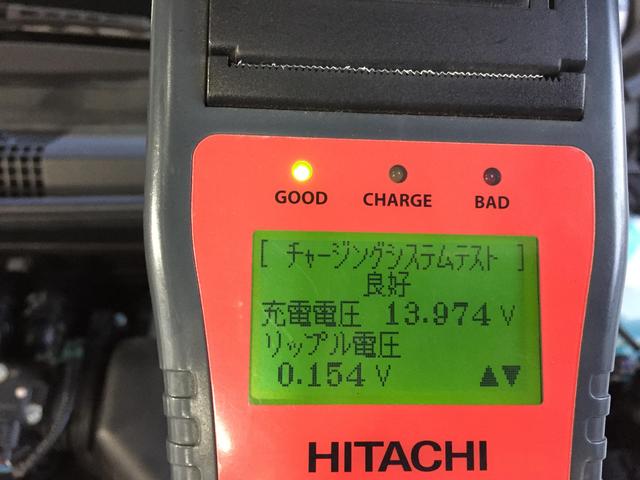 GOOD CHARGE BAD
[ チャージングシステムテスト ]
良好
充電電圧 13.974 V
リップル電圧
0.154 V ▲▼
HITACHI